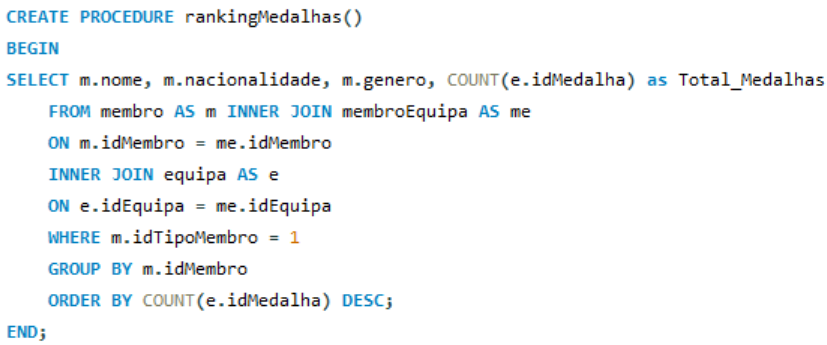 CREATE PROCEDURE rankingMedalhas()
BEGIN
SELECT m.nome, m.nacionalidade, m.genero, COUNT(e.idMedalha) as Total_Medalhas
    FROM membro AS m INNER JOIN membroEquipa AS me
    ON m.idMembro = me.idMembro
    INNER JOIN equipa AS e
    ON e.idEquipa = me.idEquipa
    WHERE m.idTipoMembro = 1
    GROUP BY m.idMembro
    ORDER BY COUNT(e.idMedalha) DESC;
END;